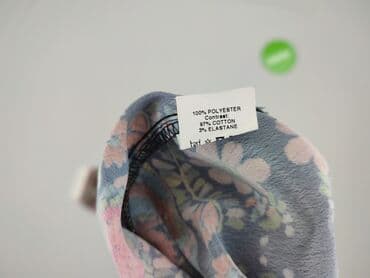 100% POLYESTER
Contrast:
97% COTTON
3% ELASTANE